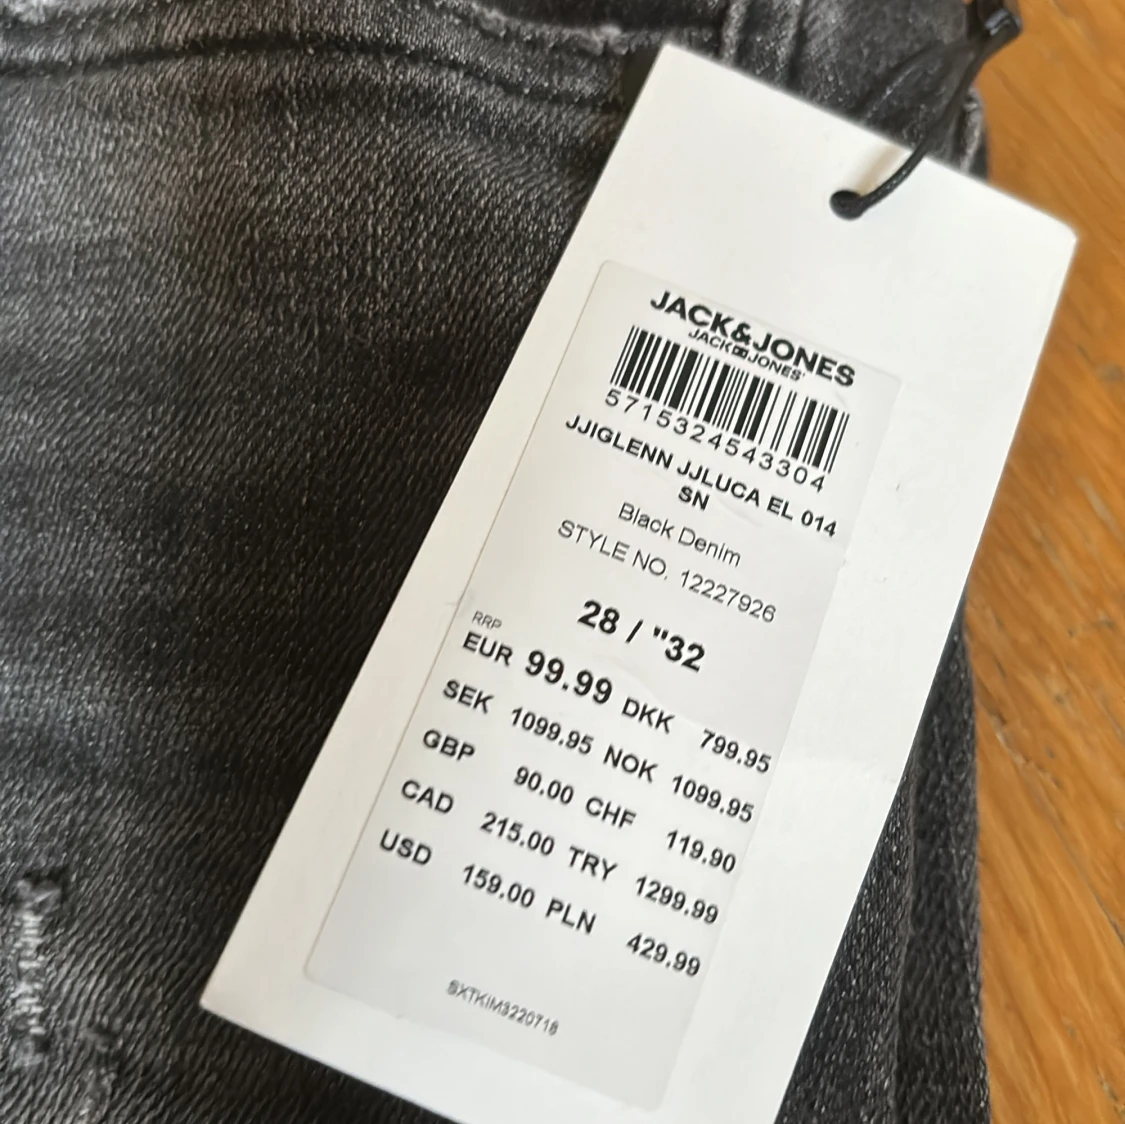 JACK&JONES
JACK JONES
5715324543304
JJIGLENN JJLUCA EL 014
SN
Black Denim
STYLE NO. 12227926
28 / "32
RRP
EUR 99.99 DKK 799.95
SEK 1099.95 NOK 1099.95
GBP 90.00 CHF 119.90
CAD 215.00 TRY 1299.99
USD 159.00 PLN 429.99
SXTKIM3220718